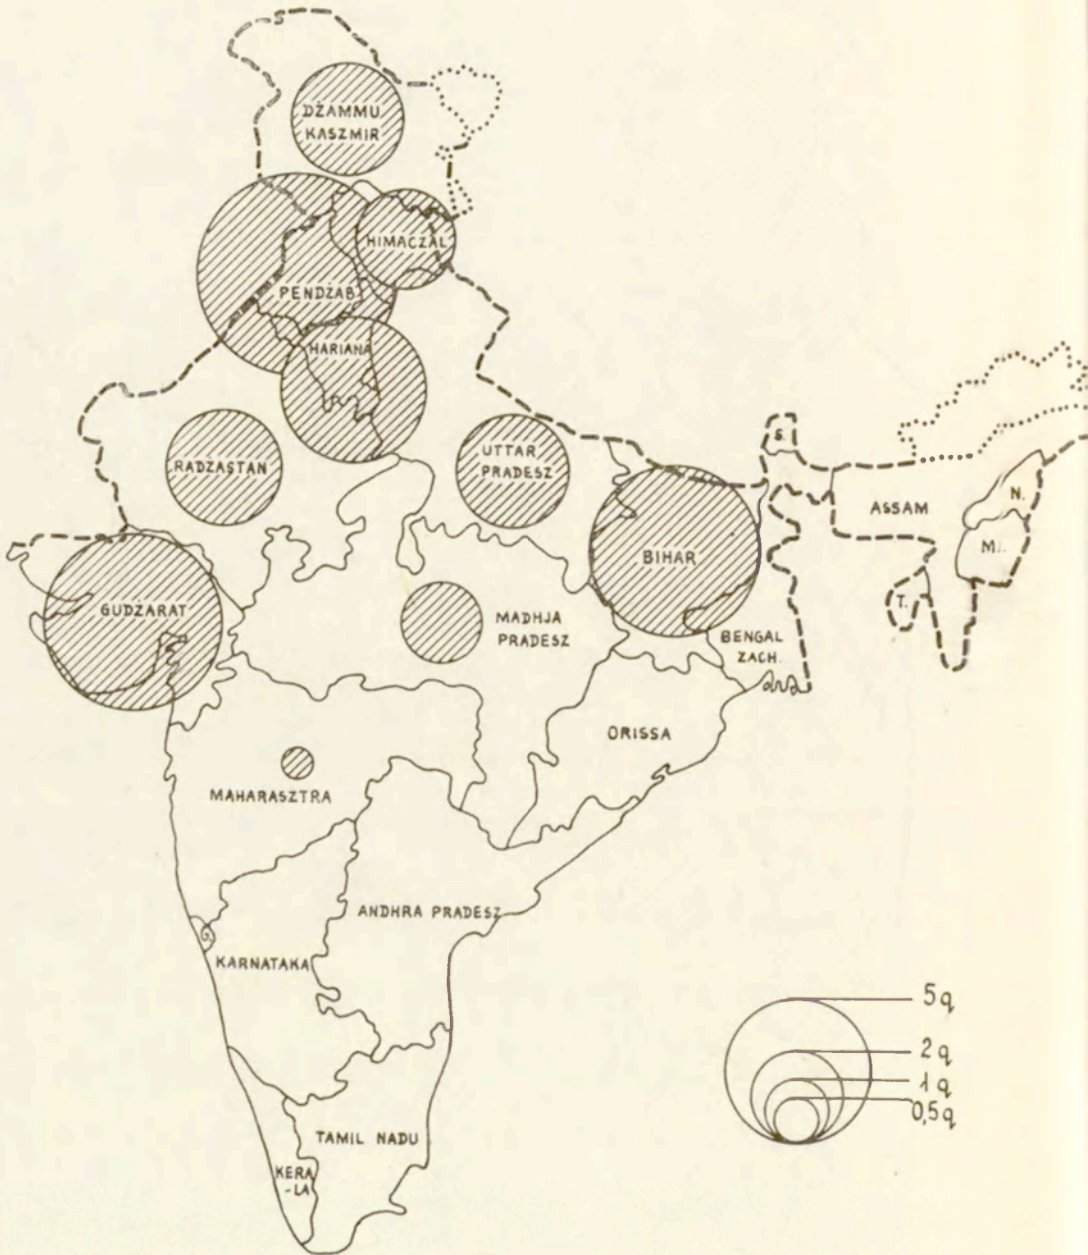 DŻAMMU
KASZMIR
HIMACZAL
PENDŻAB
HARIANA
RADŻASTAN
UTTAR
PRADESZ
S.
ASSAM
N.
MI.
T.
BIHAR
GUDŻARAT
MADHJA
PRADESZ
BENGAL
ZACH.
ORISSA
MAHARASZTRA
ANDHRA PRADESZ
G.
KARNATAKA
TAMIL NADU
KERA
-LA
5q
2q
1q
0,5q